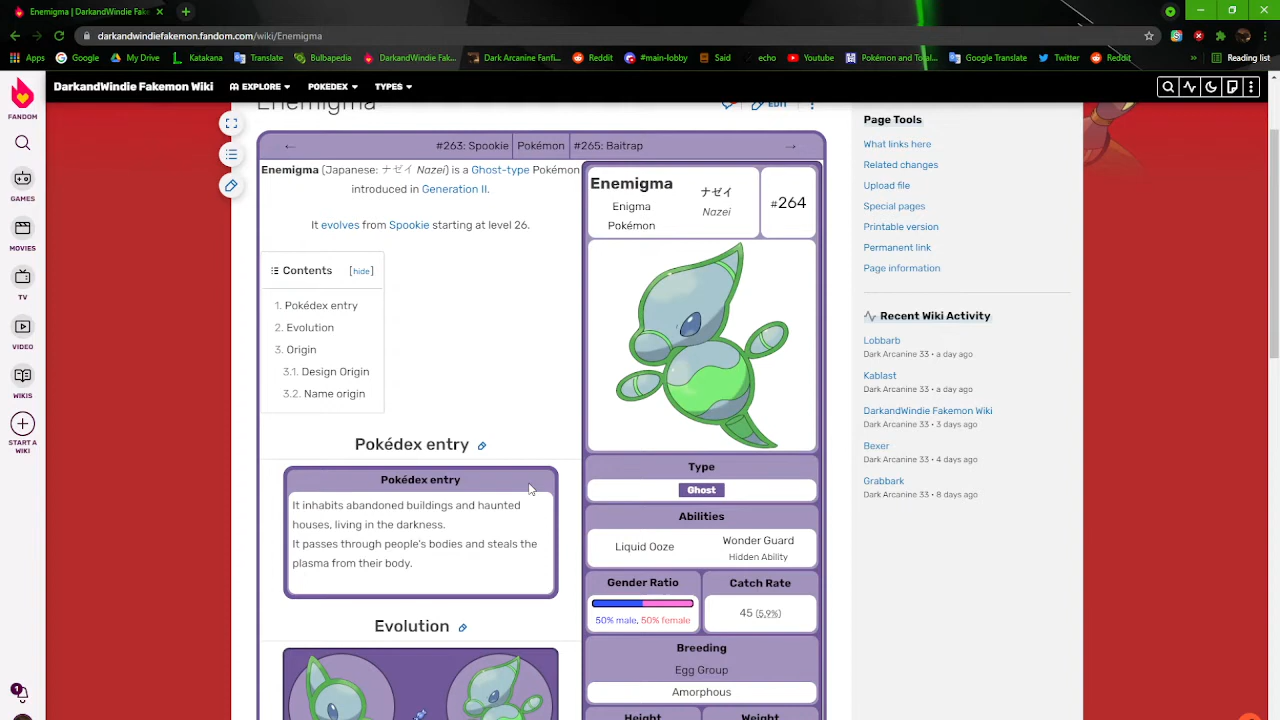 Enemigma | DarkandWindie Fak
darkandwindiefakemon.fandom.com/wiki/Enemigma
Apps Google My Drive Katakana Translate Bulbapedia DarkandWindie Fak... Dark Arcanine Fanfi... Reddit #main-lobby Said echo Youtube Pokémon and Total... Google Translate Twitter Reddit Reading list
DarkandWindie Fakemon Wiki EXPLORE POKEDEX TYPES
FANDOM
GAMES
MOVIES
TV
VIDEO
WIKIS
START A
WIKI
1
Enemigma
EDIT
← #263: Spookie Pokémon #265: Baitrap →
Enemigma (Japanese: ナゼイ Nazei) is a Ghost-type Pokémon
introduced in Generation II.
It evolves from Spookie starting at level 26.
Contents [hide]
1. Pokédex entry
2. Evolution
3. Origin
3.1. Design Origin
3.2. Name origin
Pokédex entry
Pokédex entry
It inhabits abandoned buildings and haunted
houses, living in the darkness.
It passes through people's bodies and steals the
plasma from their body.
Evolution
Enemigma
Enigma
Pokémon
ナゼイ
Nazei
#264
Type
Ghost
Abilities
Liquid Ooze
Wonder Guard
Hidden Ability
Gender Ratio
50% male, 50% female
Catch Rate
45 (5.9%)
Breeding
Egg Group
Amorphous
Height Weight
Page Tools
What links here
Related changes
Upload file
Special pages
Printable version
Permanent link
Page information
Recent Wiki Activity
Lobbarb
Dark Arcanine 33 • a day ago
Kablast
Dark Arcanine 33 • a day ago
DarkandWindie Fakemon Wiki
Dark Arcanine 33 • 3 days ago
Bexer
Dark Arcanine 33 • 4 days ago
Grabbark
Dark Arcanine 33 • 8 days ago